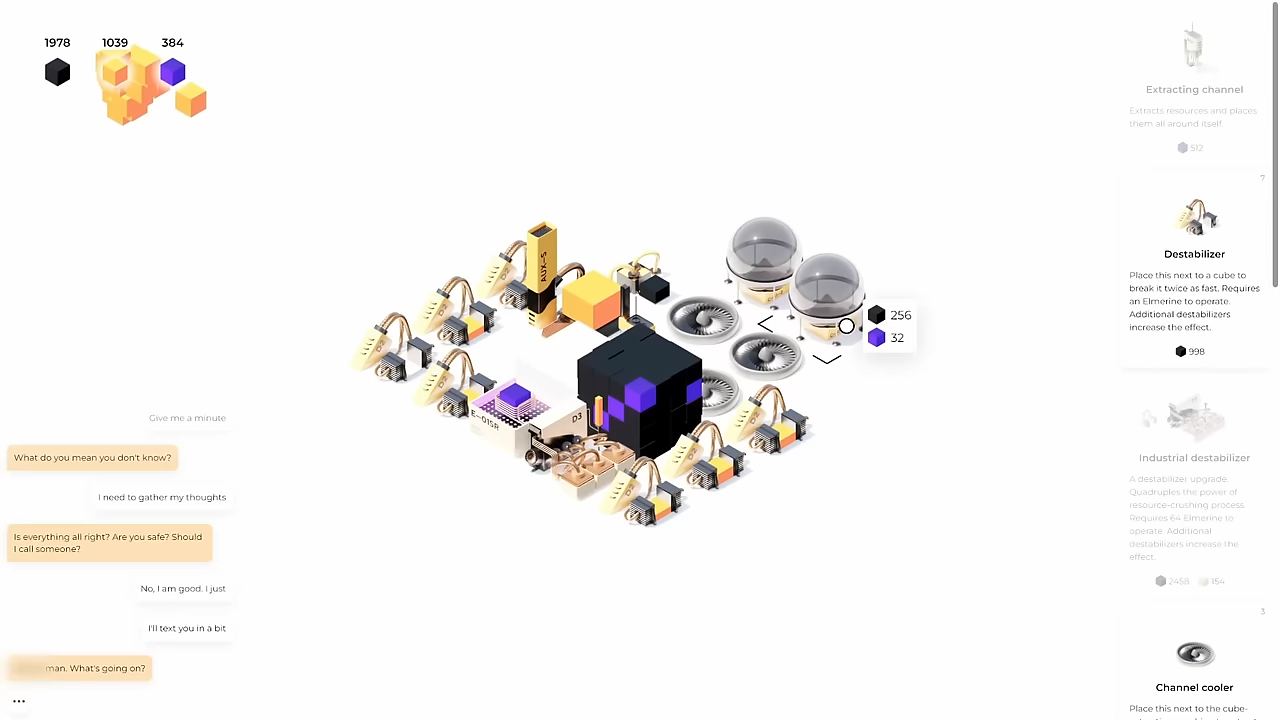 1978 1039 384
Extracting channel
Extracts resources and places
them all around itself.
512
7
Destabilizer
Place this next to a cube to
break it twice as fast. Requires
an Elmerine to operate.
Additional destabilizers
increase the effect.
998
AUX-S
256
32
E-01SR
D3
Industrial destabilizer
A destabilizer upgrade.
Quadruples the power of
resource-crushing process.
Requires 64 Elmerine to
operate. Additional
destabilizers increase the
effect.
2458 154
3
Channel cooler
Place this next to the cube-
Give me a minute
What do you mean you don't know?
I need to gather my thoughts
Is everything all right? Are you safe? Should
I call someone?
No, I am good. I just
I'll text you in a bit
man. What's going on?
...